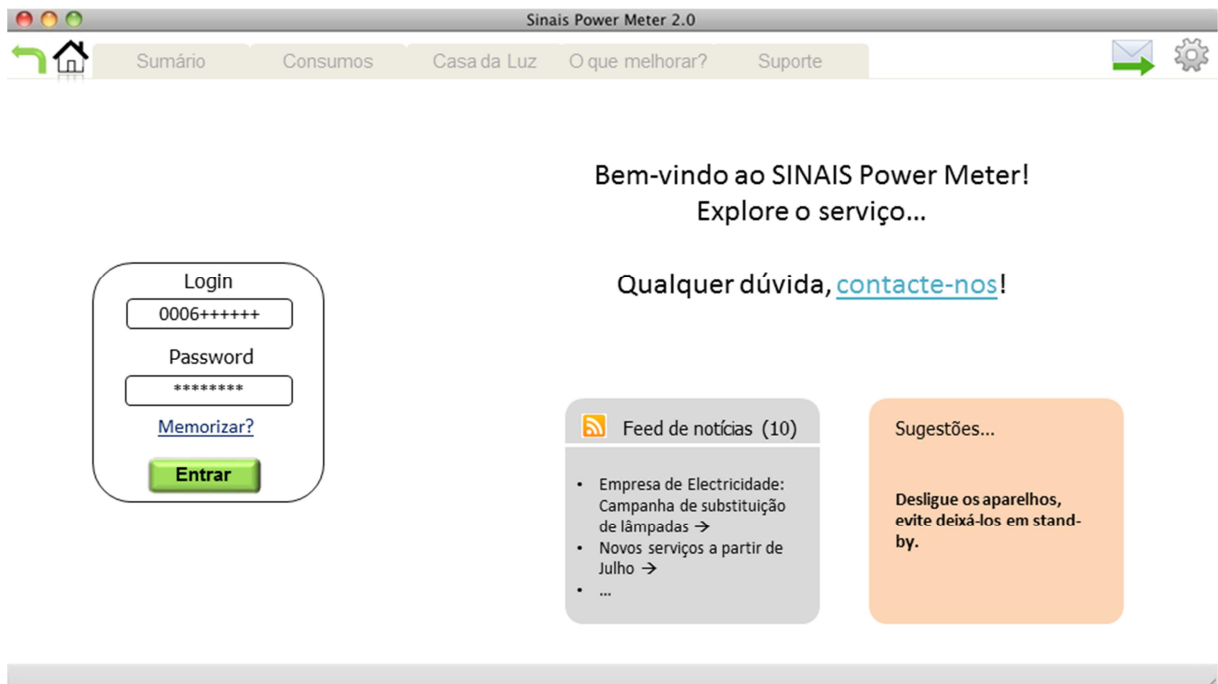 Sinais Power Meter 2.0
Sumário
Consumos
Casa da Luz
O que melhorar?
Suporte
Bem-vindo ao SINAIS Power Meter!
Explore o serviço...
Qualquer dúvida, contacte-nos!
Login
0006++++++
Password
********
Memorizar?
Entrar
Feed de notícias (10)
• Empresa de Electricidade:
Campanha de substituição
de lâmpadas →
• Novos serviços a partir de
Julho →
• ...
Sugestões...
Desligue os aparelhos,
evite deixá-los em stand-
by.